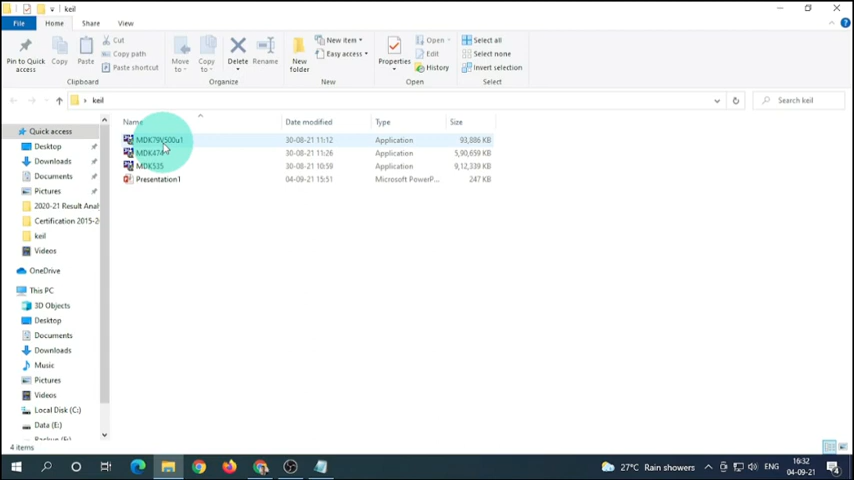 keil
File Home Share View
Pin to Quick access
Copy
Paste
Cut
Copy path
Paste shortcut
Move to
Copy to
Delete
Rename
New folder
New item
Easy access
Properties
Open
Edit
History
Select all
Select none
Invert selection
Clipboard Organize New Open Select
keil Search keil
Name Date modified Type Size
MDK79V500u1 30-08-21 11:12 Application 93,886 KB
MDK474 30-08-21 11:26 Application 5,90,659 KB
MDK535 30-08-21 10:59 Application 9,12,339 KB
Presentation1 04-09-21 15:51 Microsoft PowerP... 247 KB
Quick access
Desktop
Downloads
Documents
Pictures
2020-21 Result Anal
Certification 2015-2
keil
Videos
OneDrive
This PC
3D Objects
Desktop
Documents
Downloads
Music
Pictures
Videos
Local Disk (C:)
Data (E:)
4 items
27°C Rain showers ENG 16:32
04-09-21
4